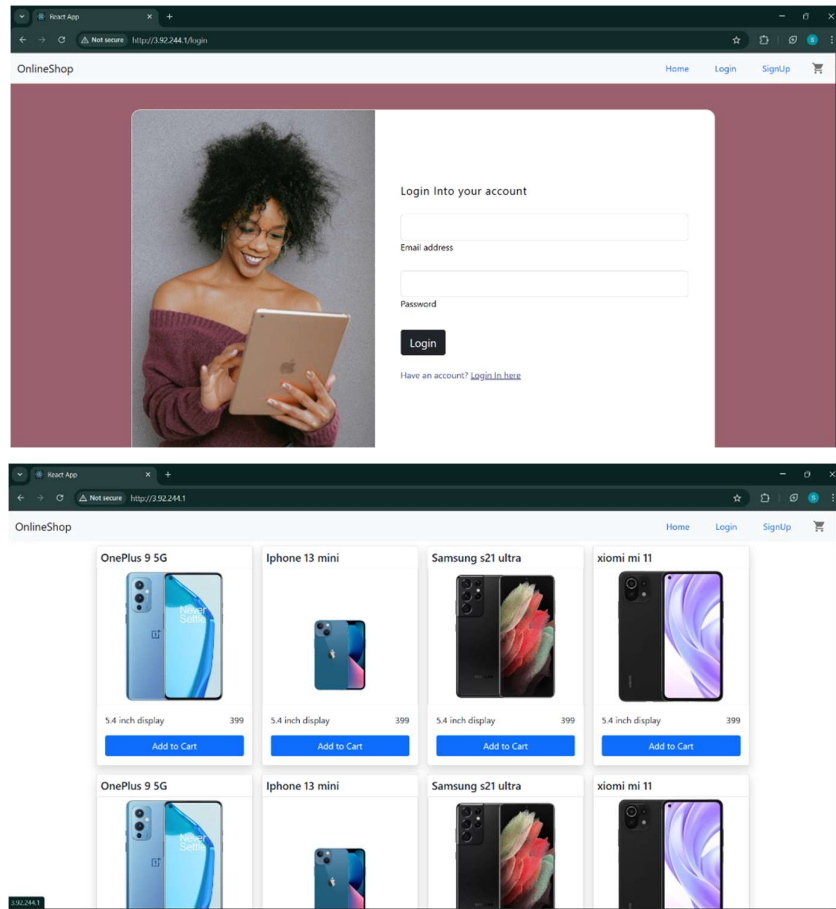 React App
Not secure http://3.92.244.1/login
OnlineShop Home Login SignUp
Login Into your account
Email address
Password
Login
Have an account? Login In here
React App
Not secure http://3.92.244.1
OnlineShop Home Login SignUp
OnePlus 9 5G Iphone 13 mini Samsung s21 ultra xiomi mi 11
Never
Settle
5.4 inch display 399 5.4 inch display 399 5.4 inch display 399 5.4 inch display 399
Add to Cart Add to Cart Add to Cart Add to Cart
OnePlus 9 5G Iphone 13 mini Samsung s21 ultra xiomi mi 11
Never
Settle
3.92.244.1